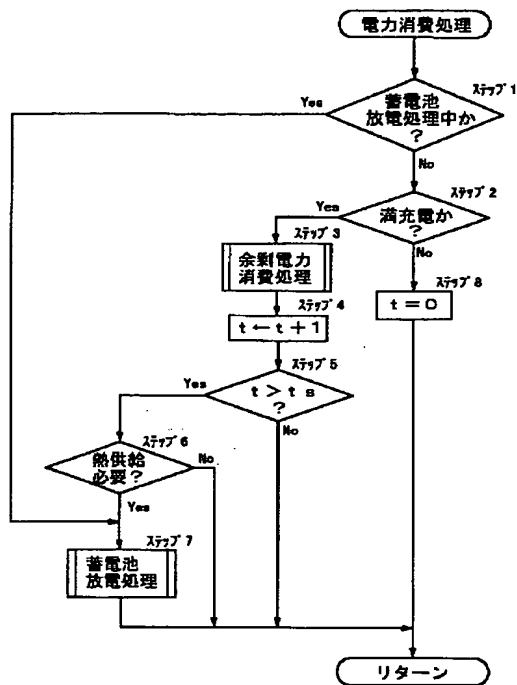 電力消費処理
ステップ1
Yes
蓄電池
放電処理中か
?
No
ステップ2
Yes
満充電か
?
No
ステップ3
余剰電力
消費処理
ステップ8
t=0
ステップ4
t←t+1
ステップ5
Yes
t>ts
?
No
ステップ6
熱供給
必要?
No
Yes
ステップ7
蓄電池
放電処理
リターン